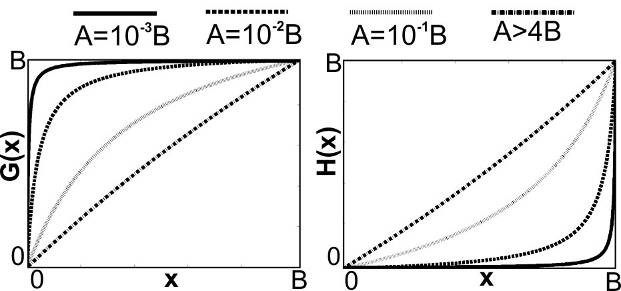 A=10⁻³B A=10⁻²B A=10⁻¹B A>4B
B B
G(x) H(x)
0 0
0 x B 0 x B